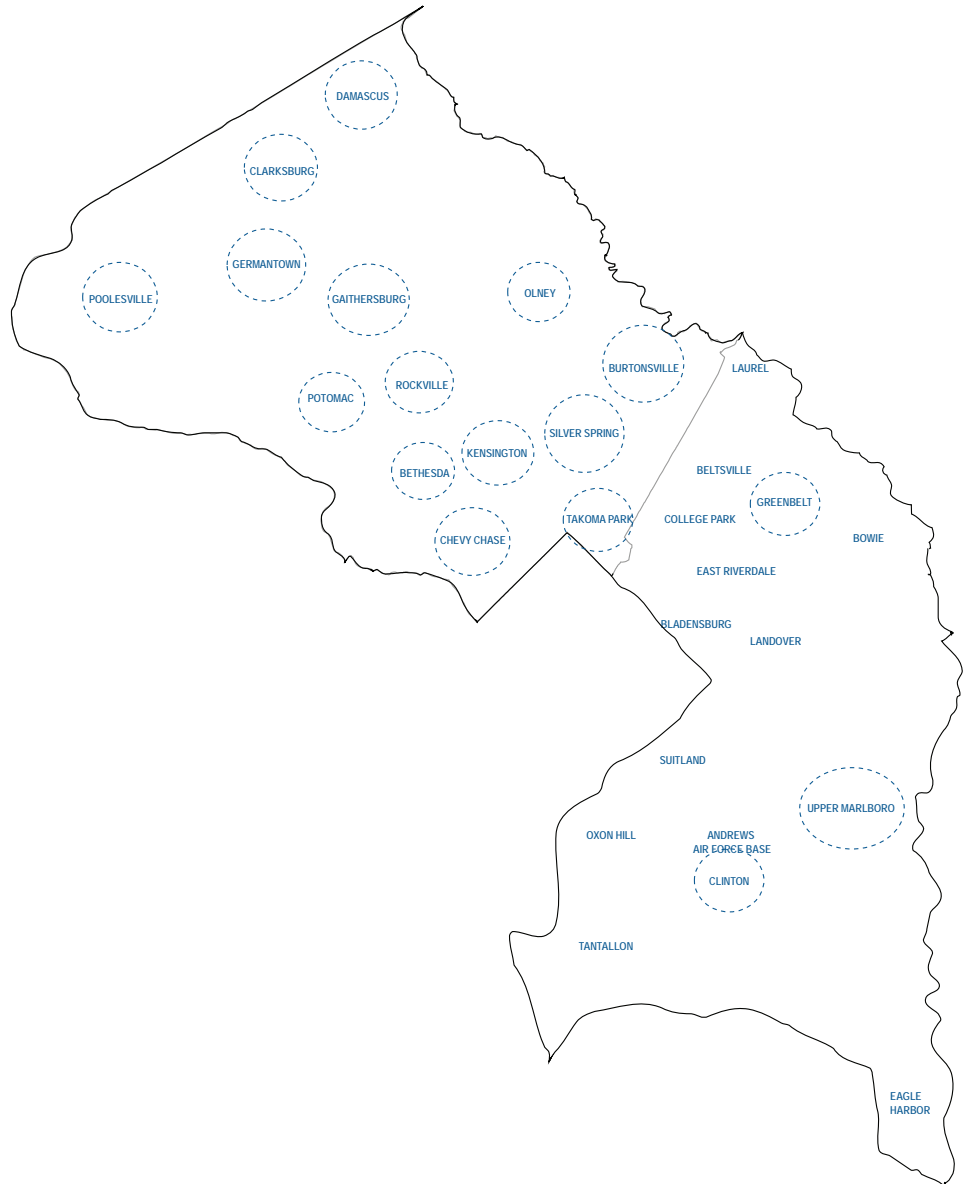 DAMASCUS
CLARKSBURG
GERMANTOWN
POOLESVILLE
GAITHERSBURG
OLNEY
BURTONSVILLE
LAUREL
ROCKVILLE
POTOMAC
SILVER SPRING
KENSINGTON
BETHESDA
BELTSVILLE
GREENBELT
TAKOMA PARK
COLLEGE PARK
CHEVY CHASE
BOWIE
EAST RIVERDALE
BLADENSBURG
LANDOVER
SUITLAND
UPPER MARLBORO
OXON HILL
ANDREWS
AIR FORCE BASE
CLINTON
TANTALLON
EAGLE
HARBOR